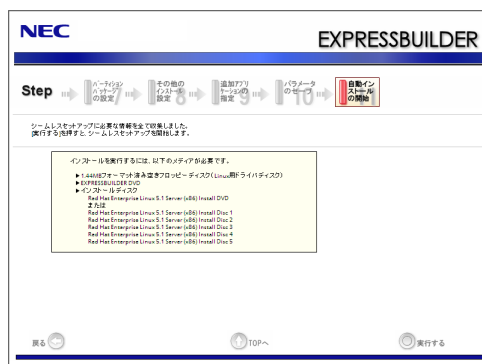 NEC
EXPRESSBUILDER
Step
パーティション
パッケージ
の設定
7
その他の
インストール
設定
8
追加アプリ
ケーションの
指定
9
パラメータ
のセーブ
10
自動イン
ストール
の開始
11
シームレスセットアップに必要な情報を全て収集しました。
[実行する]を押すと、シームレスセットアップを開始します。
インストールを実行するには、以下のメディアが必要です。
▶1.44MBフォーマット済み空きフロッピーディスク(Linux用ドライバディスク)
▶EXPRESSBUILDER DVD
▶インストールディスク
Red Hat Enterprise Linux 5.1 Server (x86) Install DVD
または
Red Hat Enterprise Linux 5.1 Server (x86) Install Disc 1
Red Hat Enterprise Linux 5.1 Server (x86) Install Disc 2
Red Hat Enterprise Linux 5.1 Server (x86) Install Disc 3
Red Hat Enterprise Linux 5.1 Server (x86) Install Disc 4
Red Hat Enterprise Linux 5.1 Server (x86) Install Disc 5
戻る
TOPへ
実行する